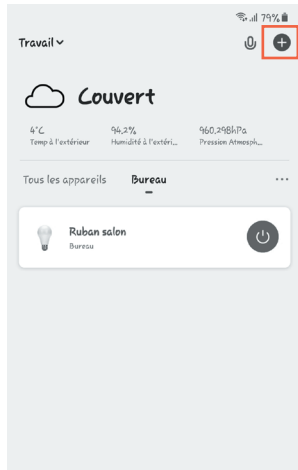 79%
Travail
Couvert
4°C 94,2% 960,298hPa
Temp à l'extérieur Humidité à l'extéri... Pression Atmosph...
Tous les appareils Bureau ...
Ruban salon
Bureau